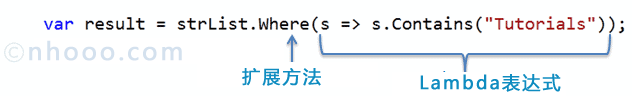 var result = strList.Where(s => s.Contains("Tutorials"));
©nhooo.com
扩展方法
Lambda表达式